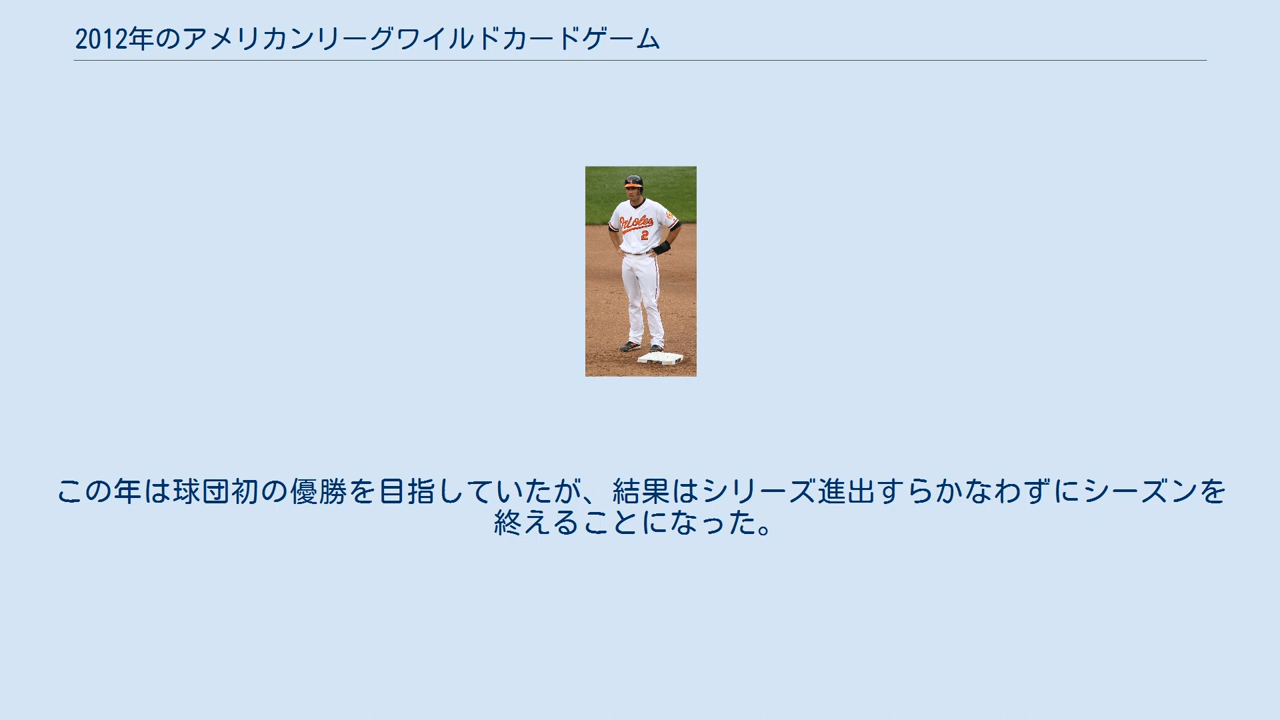 2012年のアメリカンリーグワイルドカードゲーム
Orioles
2
この年は球団初の優勝を目指していたが、結果はシリーズ進出すらかなわずにシーズンを
終えることになった。